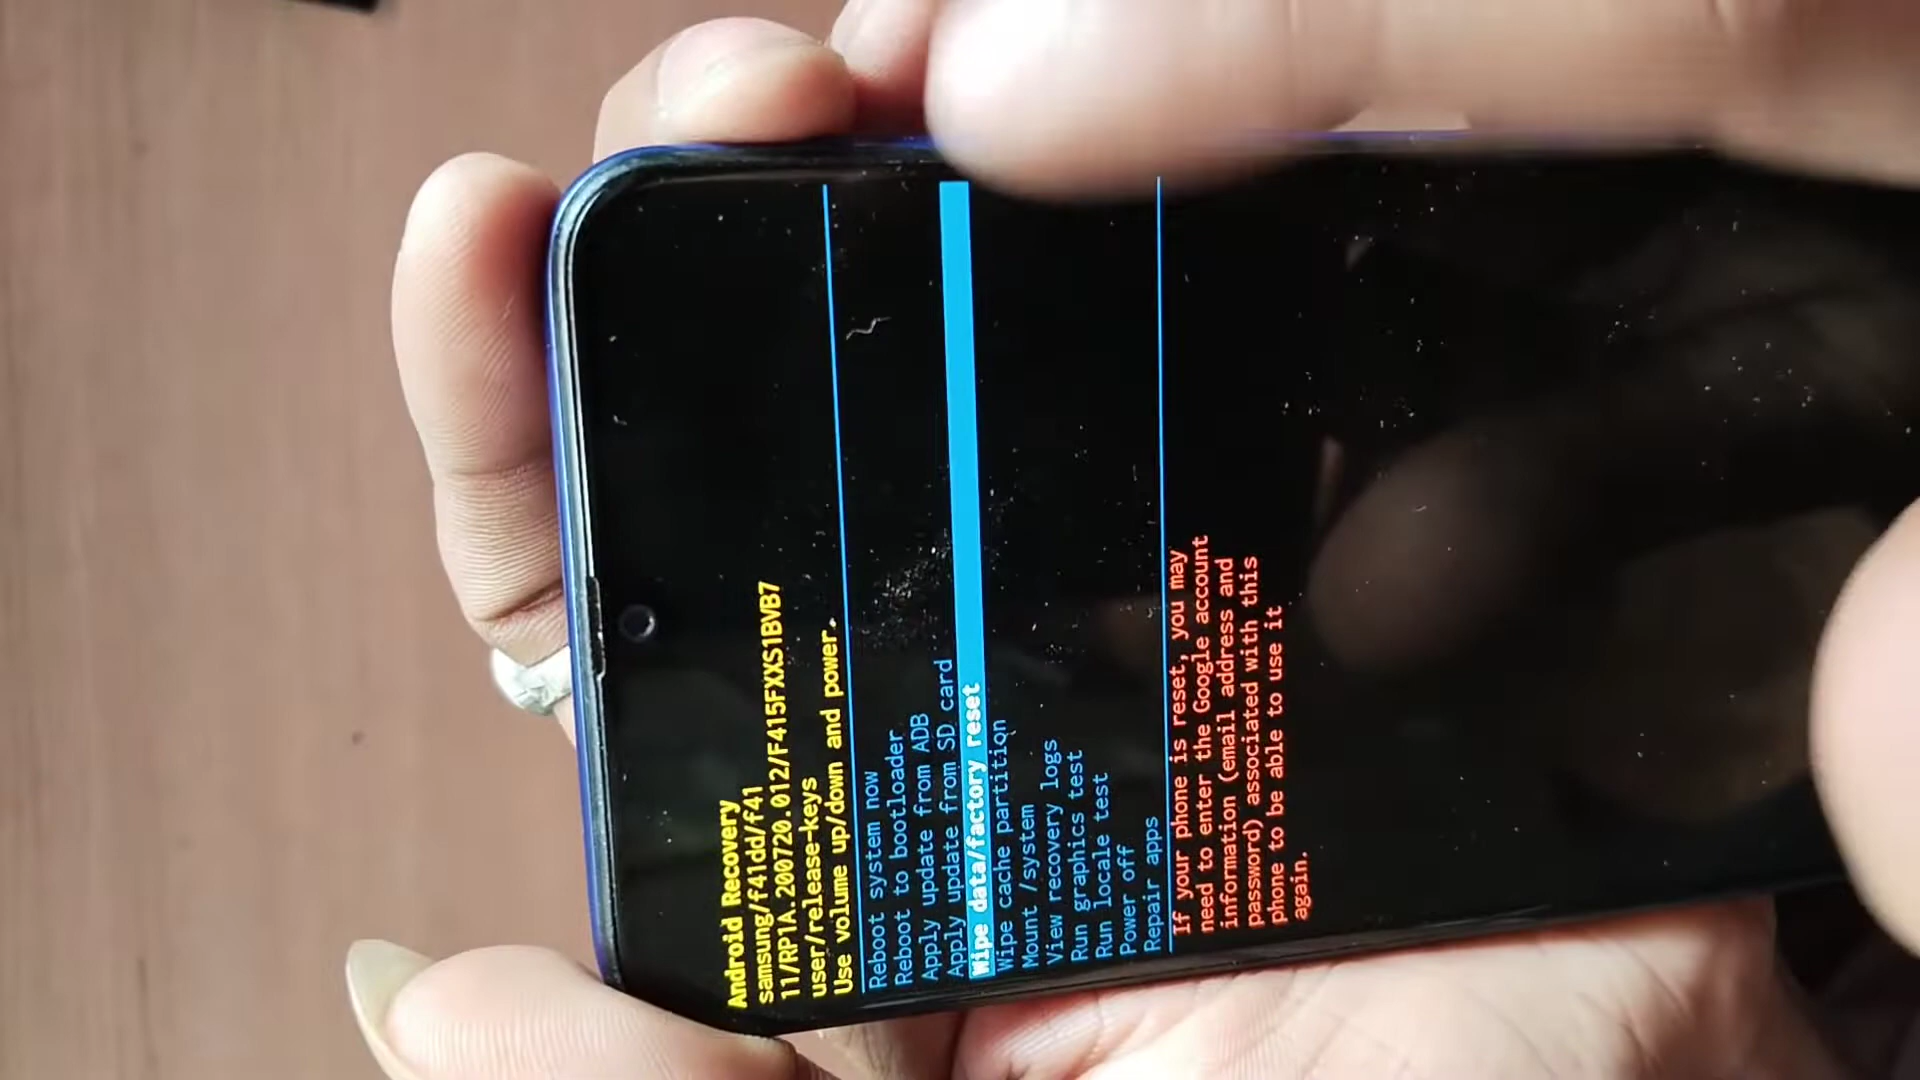 Android Recovery
samsung/f41dd/f41
11/RP1A.200720.012/F415FXXS1BVB7
user/release-keys
Use volume up/down and power.
Reboot system now
Reboot to bootloader
Apply update from ADB
Apply update from SD card
Wipe data/factory reset
Wipe cache partition
Mount /system
View recovery logs
Run graphics test
Run locale test
Power off
Repair apps
If your phone is reset, you may
need to enter the Google account
information (email address and
password) associated with this
phone to be able to use it
again.